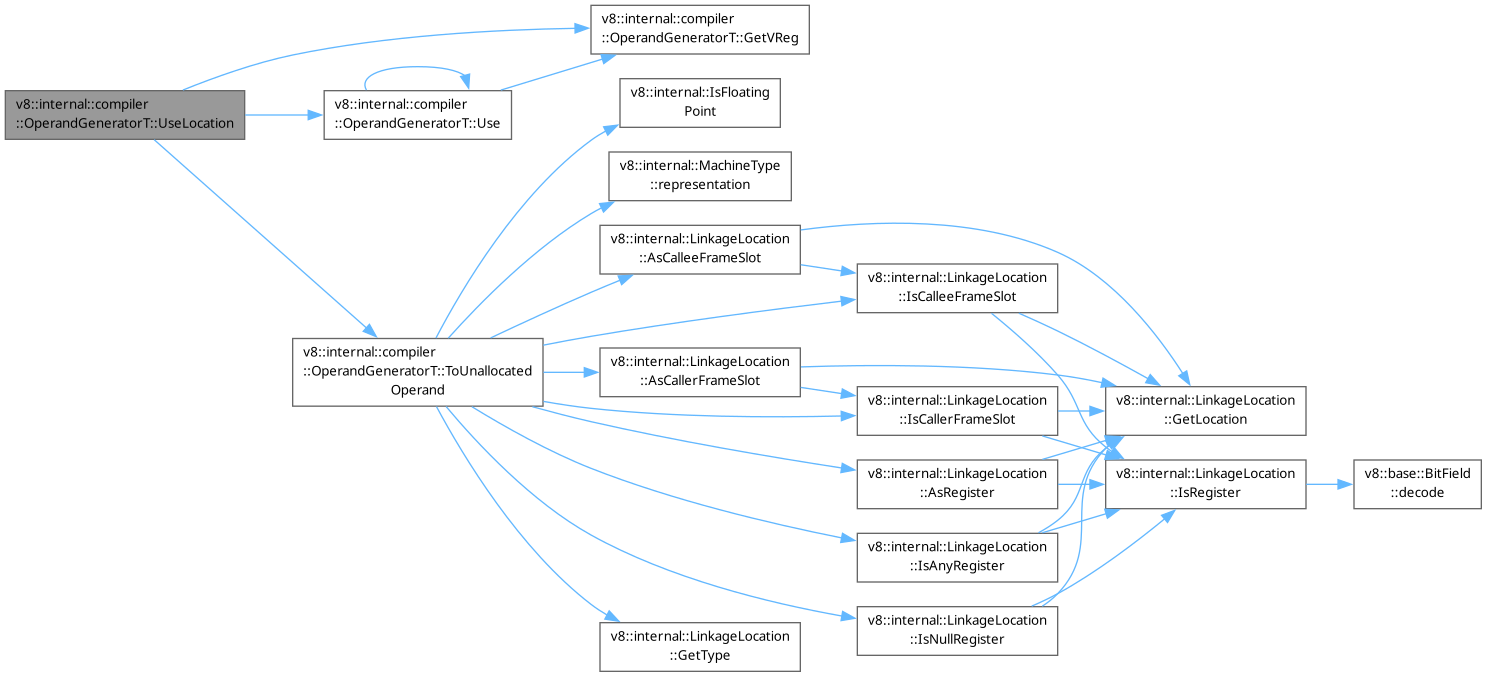 v8::internal::compiler
::OperandGeneratorT::UseLocation
v8::internal::compiler
::OperandGeneratorT::Use
v8::internal::compiler
::OperandGeneratorT::GetVReg
v8::internal::compiler
::OperandGeneratorT::ToUnallocated
Operand
v8::internal::IsFloating
Point
v8::internal::MachineType
::representation
v8::internal::LinkageLocation
::AsCalleeFrameSlot
v8::internal::LinkageLocation
::IsCalleeFrameSlot
v8::internal::LinkageLocation
::AsCallerFrameSlot
v8::internal::LinkageLocation
::IsCallerFrameSlot
v8::internal::LinkageLocation
::AsRegister
v8::internal::LinkageLocation
::IsAnyRegister
v8::internal::LinkageLocation
::IsNullRegister
v8::internal::LinkageLocation
::GetType
v8::internal::LinkageLocation
::GetLocation
v8::internal::LinkageLocation
::IsRegister
v8::base::BitField
::decode